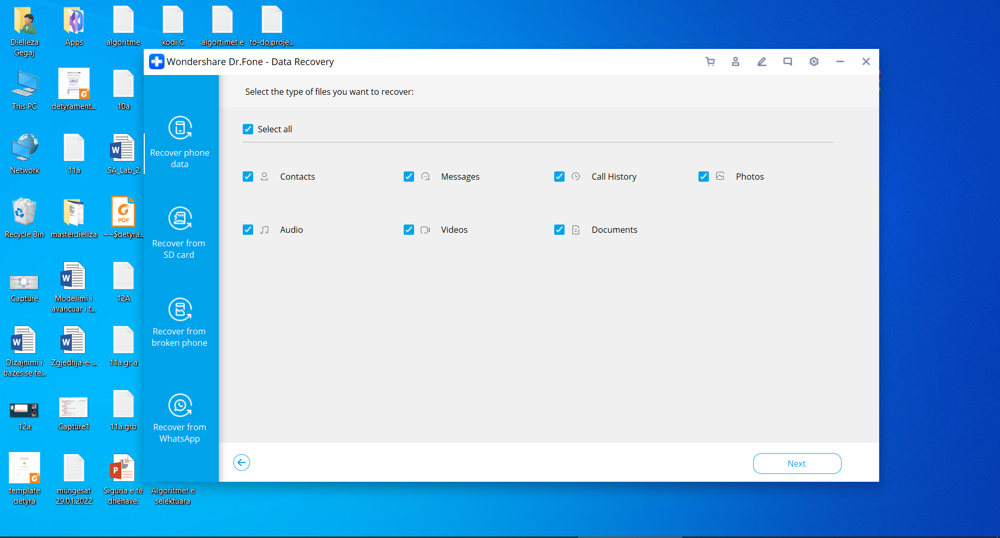 Diellëza
Gegaj
Apps
algoritme
kodi C
algortimet e
to-do,proje...
Wondershare Dr.Fone - Data Recovery
This PC
detyrament...
10a
Select the type of files you want to recover:
Select all
Network
11a
SA_Lab_2
Recover phone
data
Contacts
Messages
Call History
Photos
Recycle Bin
masterdiellza
PDF
~~$detyra...
Recover from
SD card
Audio
Videos
Documents
Capture
W
Modelimi i
avancuar i t...
12A
Recover from
broken phone
W
Dizajnimi i
bazes se te...
W
Zgjedhja-e-...
11a gr a
12a
Capture1
11a grb
Recover from
WhatsApp
Next
template
detyra
mungesat
29.01.2022
P
Siguria e të
dhënave.
Algoritmet e
selektuara
W